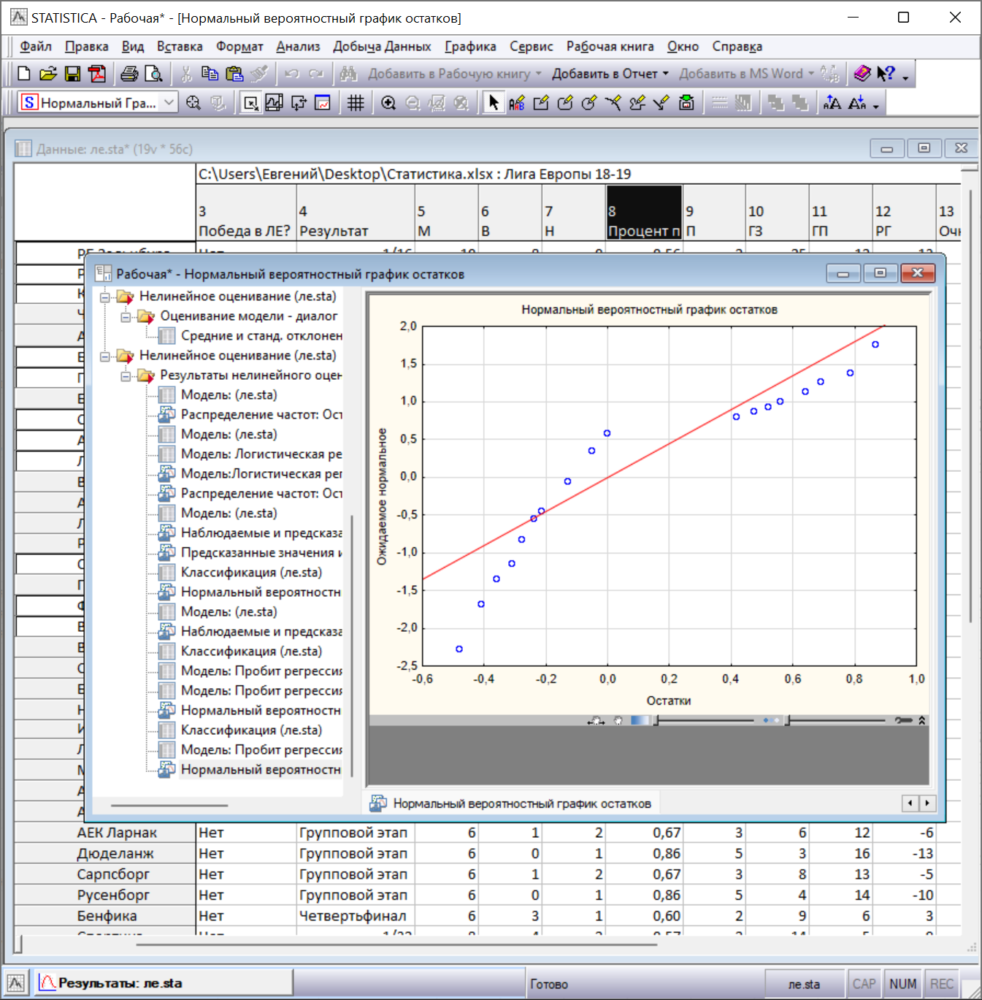 STATISTICA - Рабочая* - [Нормальный вероятностный график остатков]
Файл Правка Вид Вставка Формат Анализ Добыча Данных Графика Сервис Рабочая книга Окно Справка
Добавить в Рабочую книгу Добавить в Отчет Добавить в MS Word
Нормальный Гра...
Данные: ле.sta* (19v * 56c)
C:\Users\Евгений\Desktop\Статистика.xlsx : Лига Европы 18-19
3 4 5 6 7 8 9 10 11 12 13
Победа в ЛЕ? Результат М В Н Процент п П ГЗ ГП РГ Очк
Рабочая* - Нормальный вероятностный график остатков
Нелинейное оценивание (ле.sta)
Оценивание модели - диалог
Средние и станд. отклонен
Нелинейное оценивание (ле.sta)
Результаты нелинейного оцен
Модель: (ле.sta)
Распределение частот: Ост
Модель: (ле.sta)
Модель: Логистическая ре
Модель:Логистическая рег
Распределение частот: Ост
Модель: (ле.sta)
Наблюдаемые и предсказа
Предсказанные значения и
Классификация (ле.sta)
Нормальный вероятностн
Модель: (ле.sta)
Наблюдаемые и предсказа
Классификация (ле.sta)
Модель: Пробит регрессия
Модель: Пробит регрессия
Нормальный вероятностн
Классификация (ле.sta)
Модель: Пробит регрессия
Нормальный вероятностн
Нормальный вероятностный график остатков
2,0
1,5
1,0
0,5
0,0
-0,5
-1,0
-1,5
-2,0
-2,5
Ожидаемое нормальное
-0,6 -0,4 -0,2 0,0 0,2 0,4 0,6 0,8 1,0
Остатки
Нормальный вероятностный график остатков
АЕК Ларнак Нет Групповой этап 6 1 2 0,67 3 6 12 -6
Дюделанж Нет Групповой этап 6 0 1 0,86 5 3 16 -13
Сарпсборг Нет Групповой этап 6 1 2 0,67 3 8 13 -5
Русенборг Нет Групповой этап 6 0 1 0,86 5 4 14 -10
Бенфика Нет Четвертьфинал 6 3 1 0,60 2 9 6 3
Результаты: ле.sta Готово ле.sta CAP NUM REC